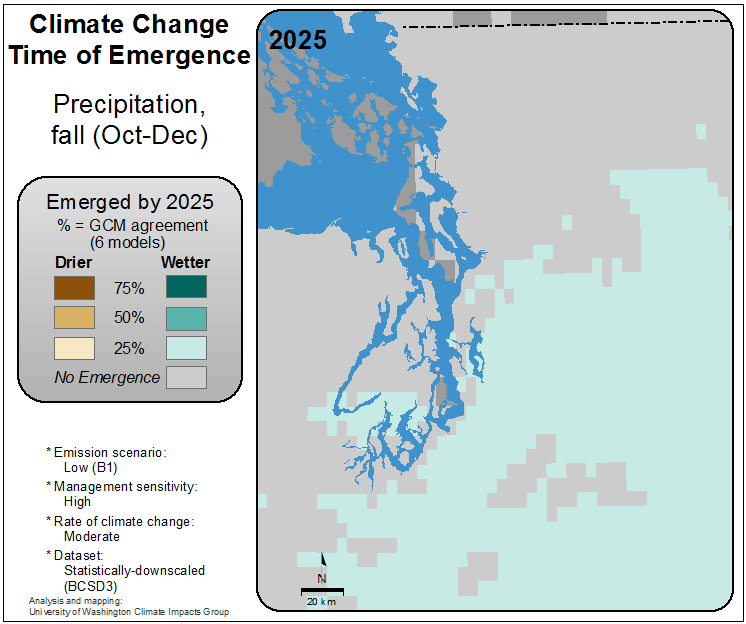 Climate Change
Time of Emergence
Precipitation,
fall (Oct-Dec)
Emerged by 2025
% = GCM agreement
(6 models)
Drier Wetter
75%
50%
25%
No Emergence
* Emission scenario:
Low (B1)
* Management sensitivity:
High
* Rate of climate change:
Moderate
* Dataset:
Statistically-downscaled
(BCSD3)
Analysis and mapping:
University of Washington Climate Impacts Group
2025
N
20 km